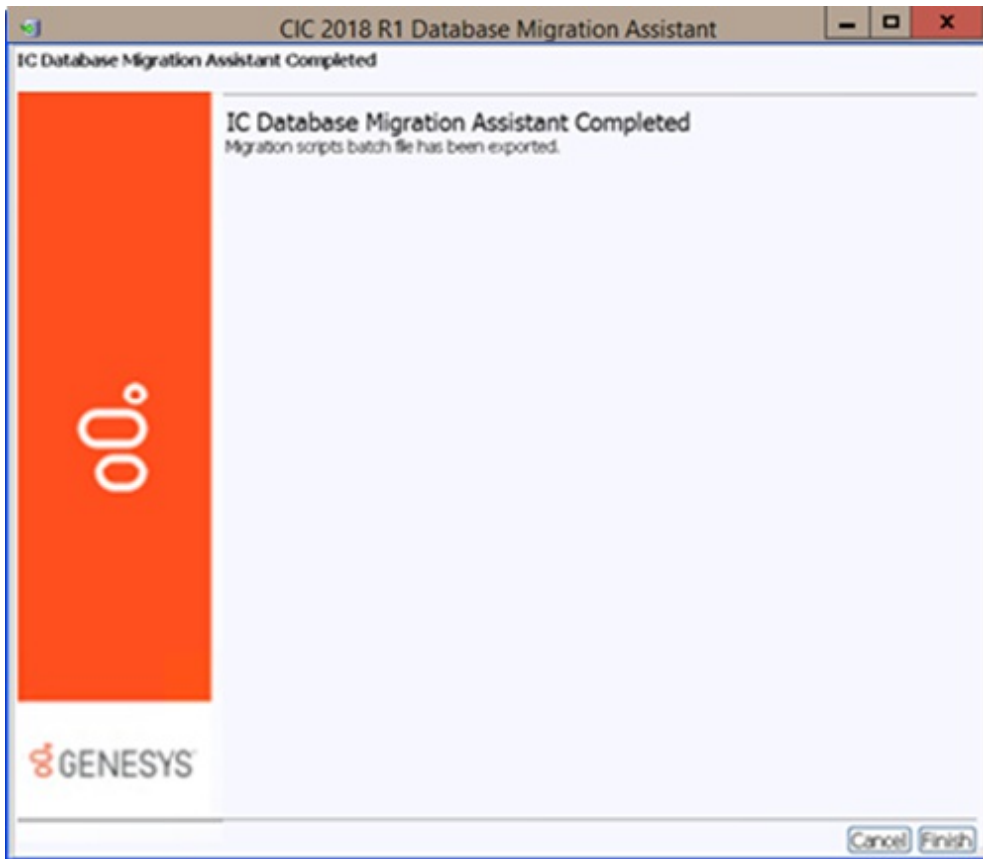 CIC 2018 R1 Database Migration Assistant
IC Database Migration Assistant Completed
IC Database Migration Assistant Completed
Migration scripts batch file has been exported.
GENESYS
Cancel Finish